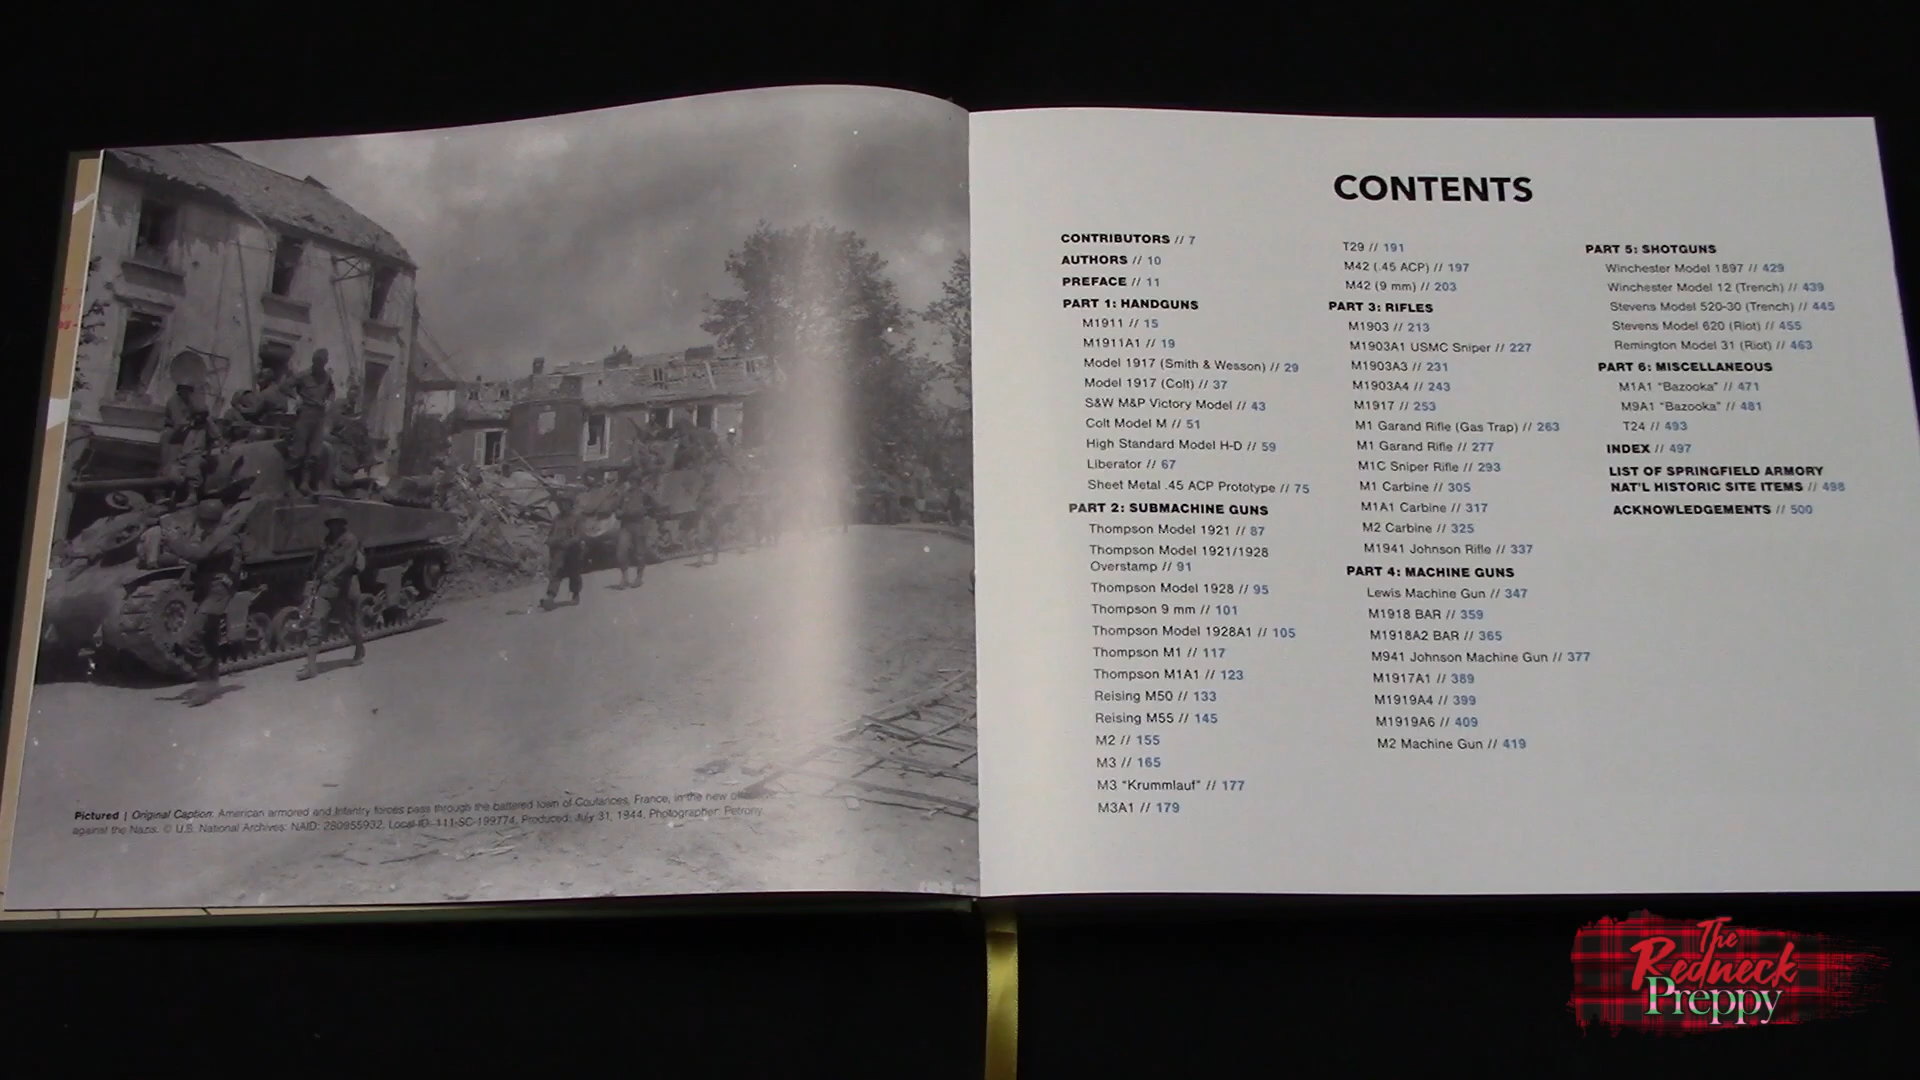 CONTENTS
CONTRIBUTORS // 7
AUTHORS // 10
PREFACE // 11
PART 1: HANDGUNS
M1911 // 15
M1911A1 // 19
Model 1917 (Smith & Wesson) // 29
Model 1917 (Colt) // 37
S&W M&P Victory Model // 43
Colt Model M // 51
High Standard Model H-D // 59
Liberator // 67
Sheet Metal .45 ACP Prototype // 75
PART 2: SUBMACHINE GUNS
Thompson Model 1921 // 87
Thompson Model 1921/1928
Overstamp // 91
Thompson Model 1928 // 95
Thompson 9 mm // 101
Thompson Model 1928A1 // 105
Thompson M1 // 117
Thompson M1A1 // 123
Reising M50 // 133
Reising M55 // 145
M2 // 155
M3 // 165
M3 "Krummlauf" // 177
M3A1 // 179
T29 // 191
M42 (.45 ACP) // 197
M42 (9 mm) // 203
PART 3: RIFLES
M1903 // 213
M1903A1 USMC Sniper // 227
M1903A3 // 231
M1903A4 // 243
M1917 // 253
M1 Garand Rifle (Gas Trap) // 263
M1 Garand Rifle // 277
M1C Sniper Rifle // 293
M1 Carbine // 305
M1A1 Carbine // 317
M2 Carbine // 325
M1941 Johnson Rifle // 337
PART 4: MACHINE GUNS
Lewis Machine Gun // 347
M1918 BAR // 359
M1918A2 BAR // 365
M941 Johnson Machine Gun // 377
M1917A1 // 389
M1919A4 // 399
M1919A6 // 409
M2 Machine Gun // 419
PART 5: SHOTGUNS
Winchester Model 1897 // 429
Winchester Model 12 (Trench) // 439
Stevens Model 520-30 (Trench) // 445
Stevens Model 620 (Riot) // 455
Remington Model 31 (Riot) // 463
PART 6: MISCELLANEOUS
M1A1 "Bazooka" // 471
M9A1 "Bazooka" // 481
T24 // 493
INDEX // 497
LIST OF SPRINGFIELD ARMORY
NAT'L HISTORIC SITE ITEMS // 498
ACKNOWLEDGEMENTS // 500
Pictured | Original Caption: American armored and Infantry forces pass through the battered town of Coutances, France, in the new
against the Nazis. © U.S. National Archives: NAID: 280955932, Local ID: 111-SC-199774, Produced: July 31, 1944. Photographer: Petrony.
The
Redneck
Preppy